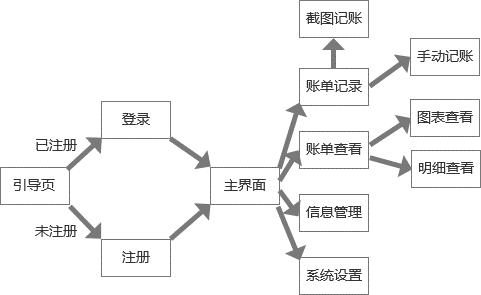 截图记账
手动记账
账单记录
登录
图表查看
已注册
账单查看
明细查看
引导页
主界面
未注册
信息管理
注册
系统设置